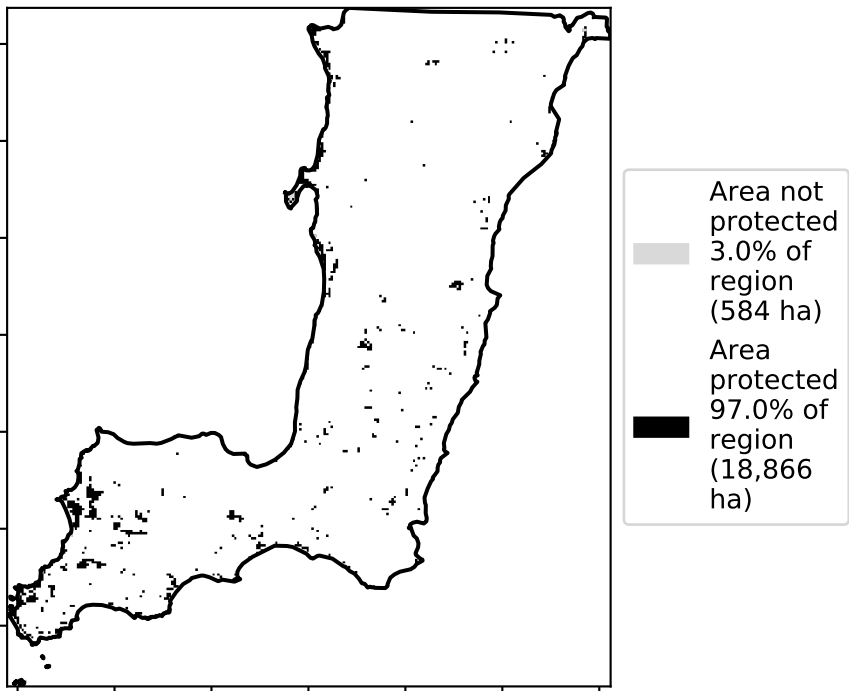 Area not
protected
3.0% of
region
(584 ha)
Area
protected
97.0% of
region
(18,866
ha)